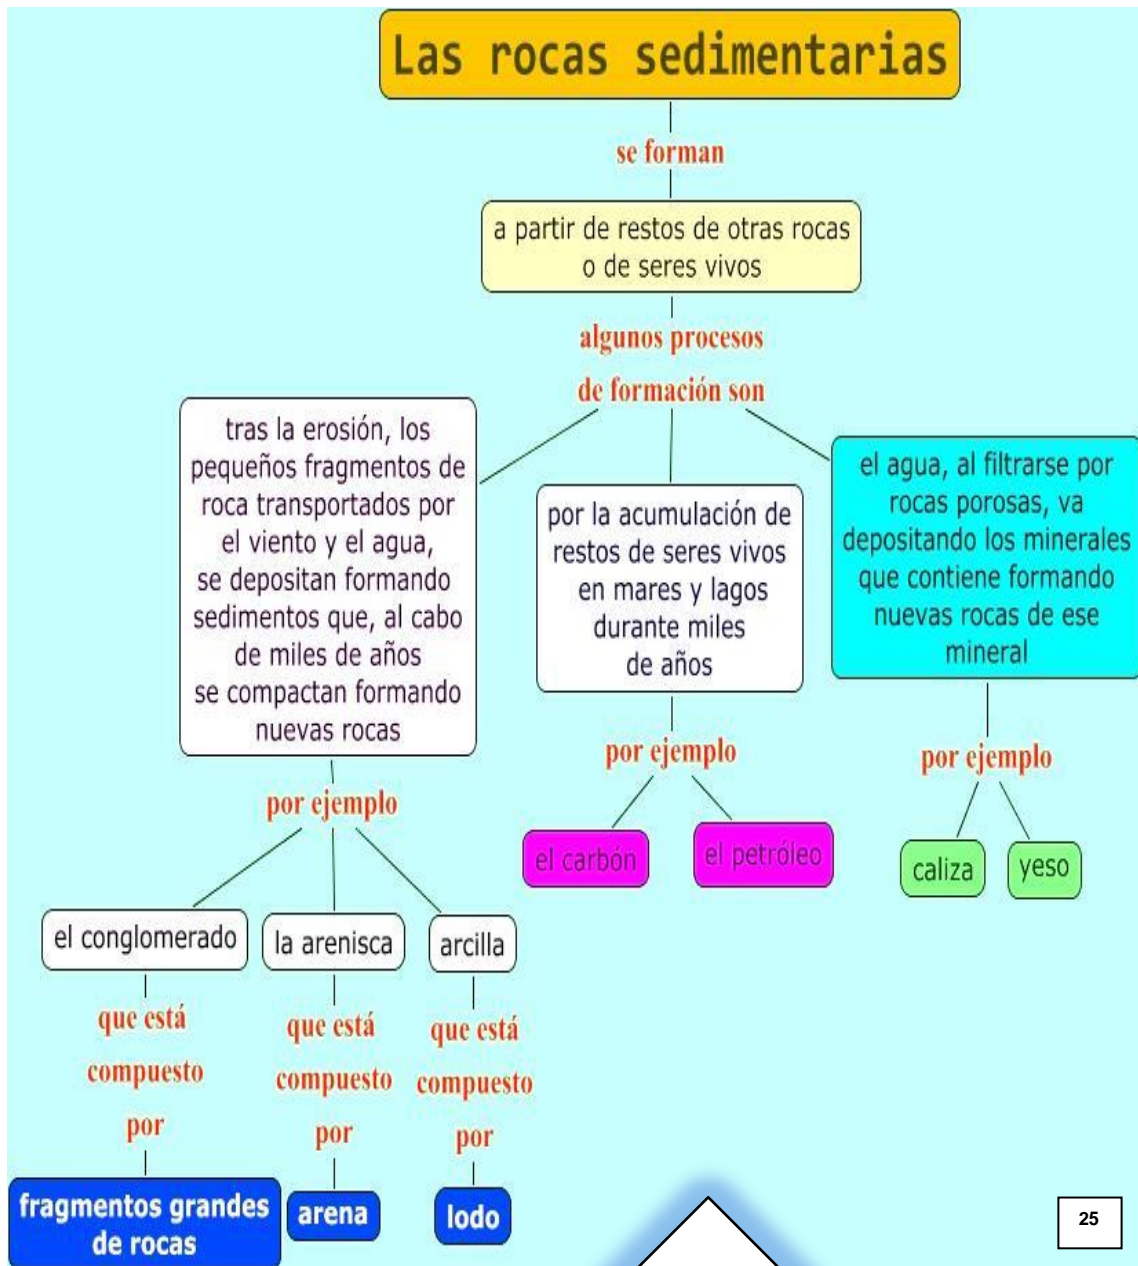 Las rocas sedimentarias
se forman
a partir de restos de otras rocas
o de seres vivos
algunos procesos
de formación son
tras la erosión, los
pequeños fragmentos de
roca transportados por
el viento y el agua,
se depositan formando
sedimentos que, al cabo
de miles de años
se compactan formando
nuevas rocas
por ejemplo
el conglomerado
que está
compuesto
por
fragmentos grandes
de rocas
la arenisca
que está
compuesto
por
arena
arcilla
que está
compuesto
por
lodo
por la acumulación de
restos de seres vivos
en mares y lagos
durante miles
de años
por ejemplo
el carbón
el petróleo
el agua, al filtrarse por
rocas porosas, va
depositando los minerales
que contiene formando
nuevas rocas de ese
mineral
por ejemplo
caliza
yeso
25